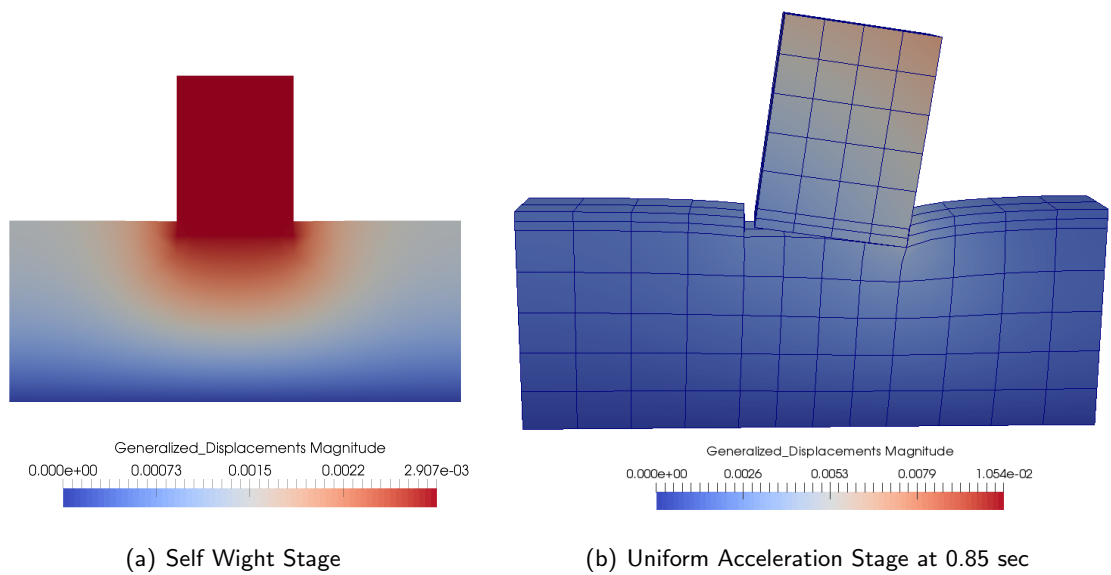 Generalized_Displacements Magnitude
0.000e+00 0.00073 0.0015 0.0022 2.907e-03
(a) Self Wight Stage
Generalized_Displacements Magnitude
0.000e+00 0.0026 0.0053 0.0079 1.054e-02
(b) Uniform Acceleration Stage at 0.85 sec